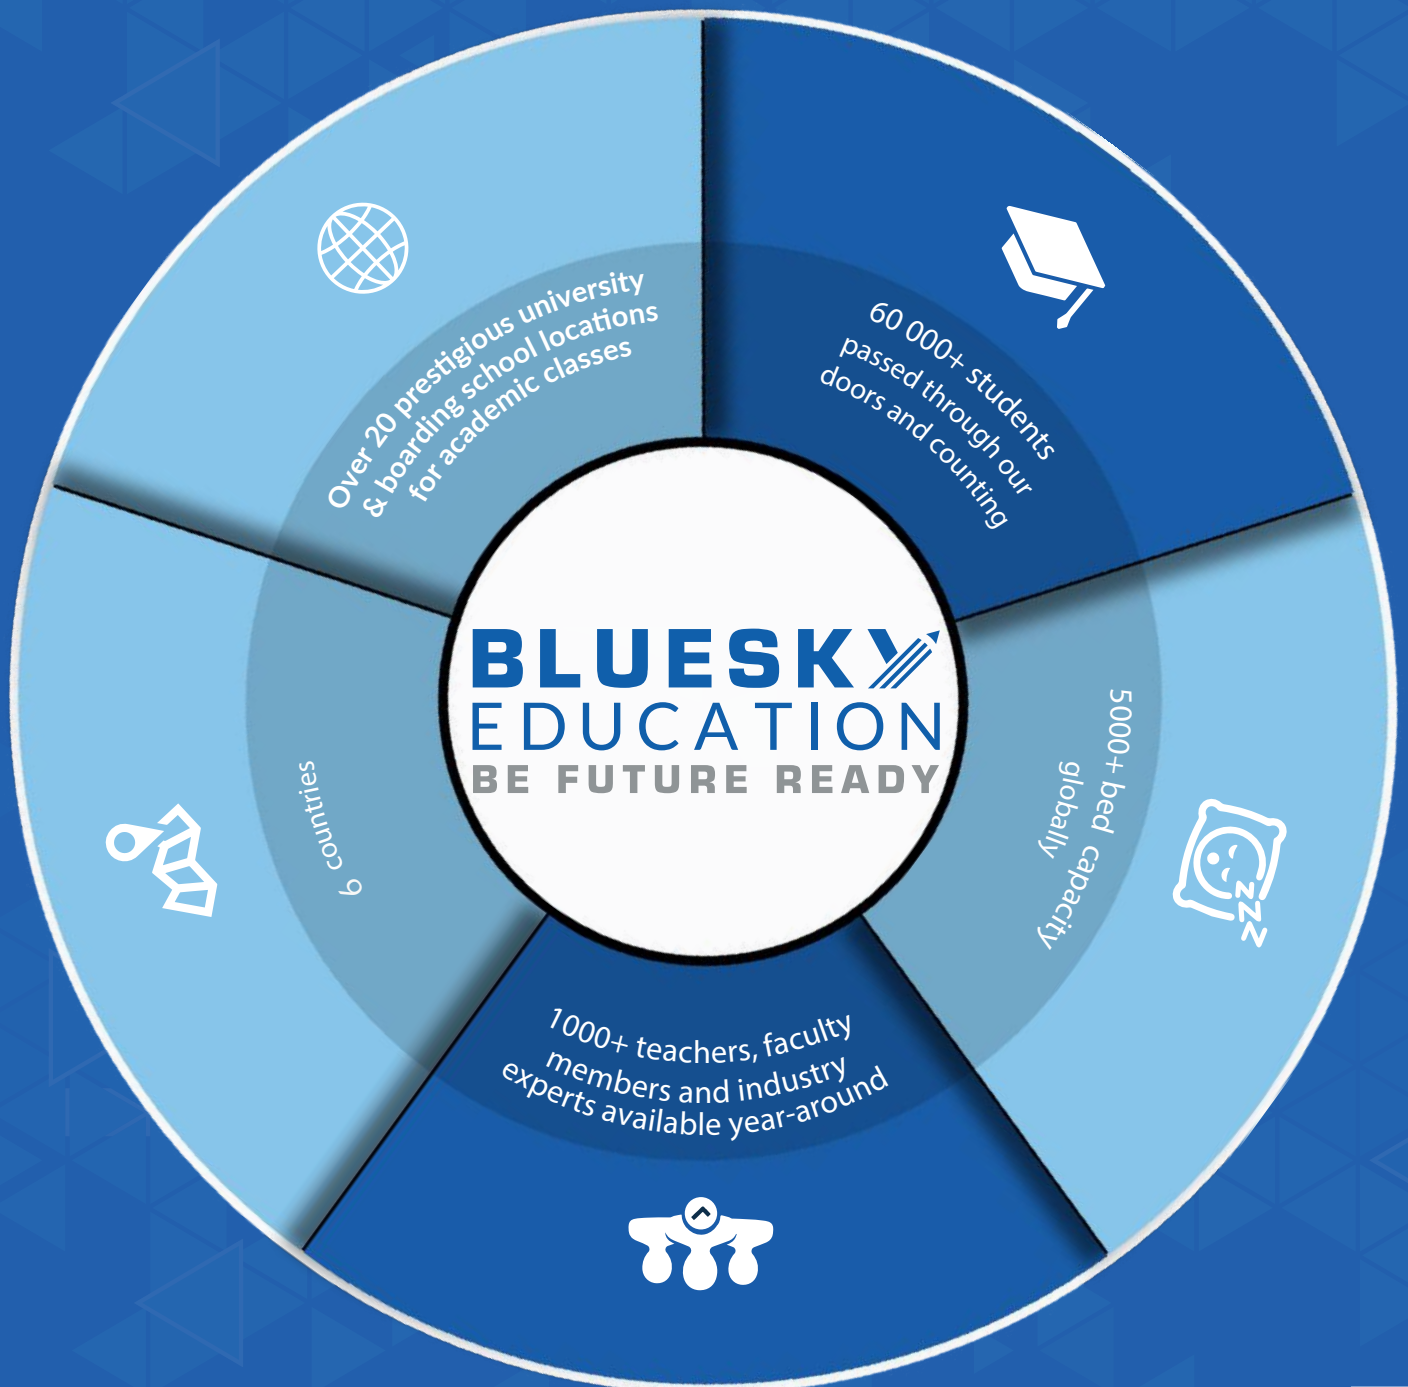 Over 20 prestigious university
& boarding school locations
for academic classes
60 000+ students
passed through our
doors and counting
5000+ bed capacity
globally
1000+ teachers, faculty
members and industry
experts available year-around
6 countries
BLUESKY
EDUCATION
BE FUTURE READY
zzz